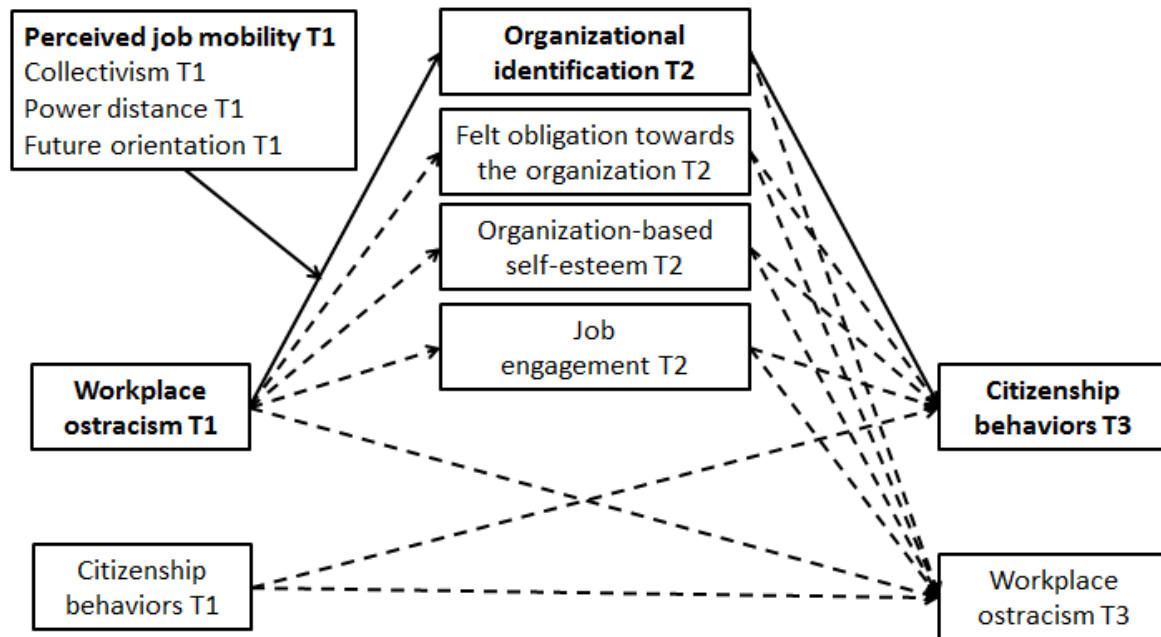 Perceived job mobility T1
Collectivism T1
Power distance T1
Future orientation T1
Organizational
identification T2
Felt obligation towards
the organization T2
Organization-based
self-esteem T2
Job
engagement T2
Workplace
ostracism T1
Citizenship
behaviors T3
Citizenship
behaviors T1
Workplace
ostracism T3